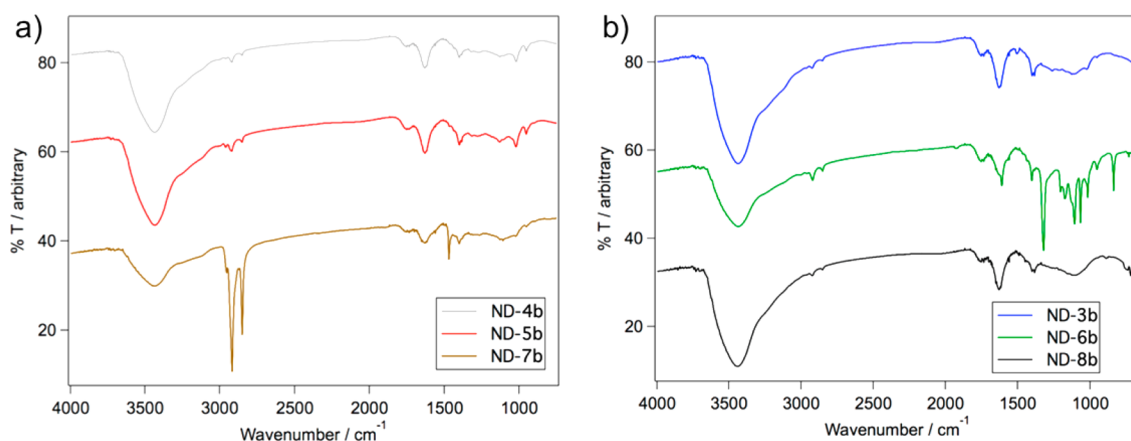 a)
% T / arbitrary
80
60
40
20
4000 3500 3000 2500 2000 1500 1000
Wavenumber / cm⁻¹
ND-4b
ND-5b
ND-7b
b)
% T / arbitrary
80
60
40
20
4000 3500 3000 2500 2000 1500 1000
Wavenumber / cm⁻¹
ND-3b
ND-6b
ND-8b